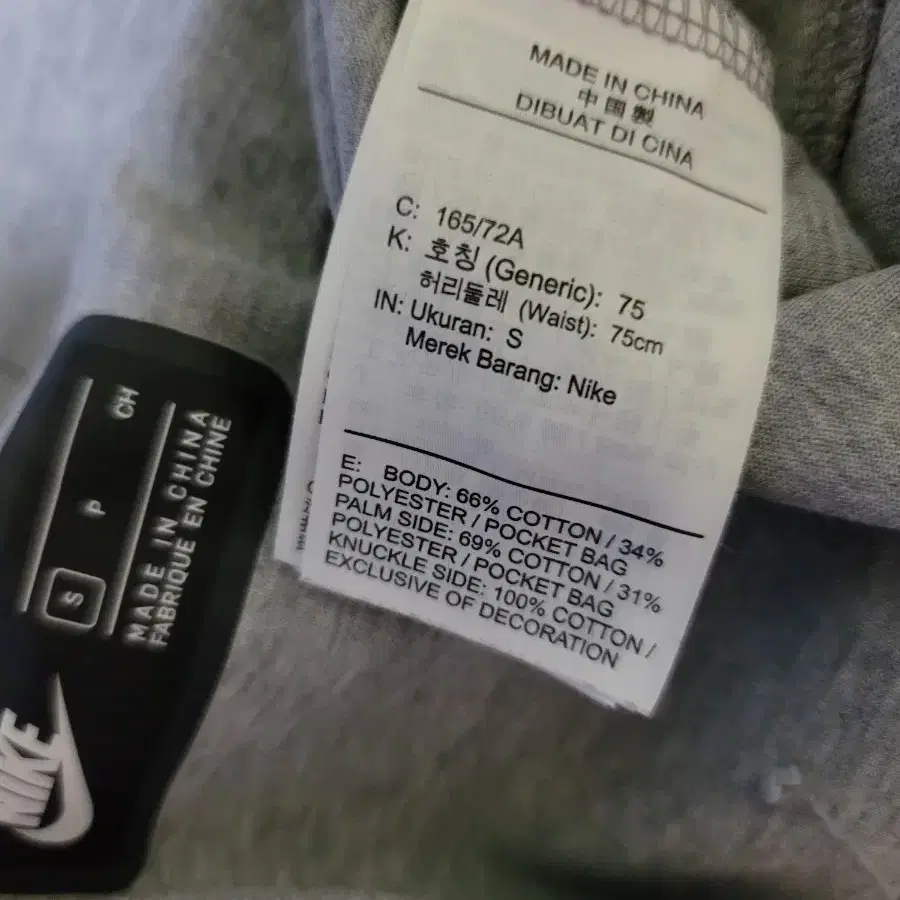 MADE IN CHINA
中國製
DIBUAT DI CINA
C: 165/72A
K: 호칭 (Generic): 75
허리둘레 (Waist): 75cm
IN: Ukuran: S
Merek Barang: Nike
E: BODY: 66% COTTON / 34%
POLYESTER / POCKET BAG
PALM SIDE: 69% COTTON / 31%
POLYESTER / POCKET BAG
KNUCKLE SIDE: 100% COTTON /
EXCLUSIVE OF DECORATION
NIKE
S
P
CH
MADE IN CHINA
FABRIQUE EN CHINE